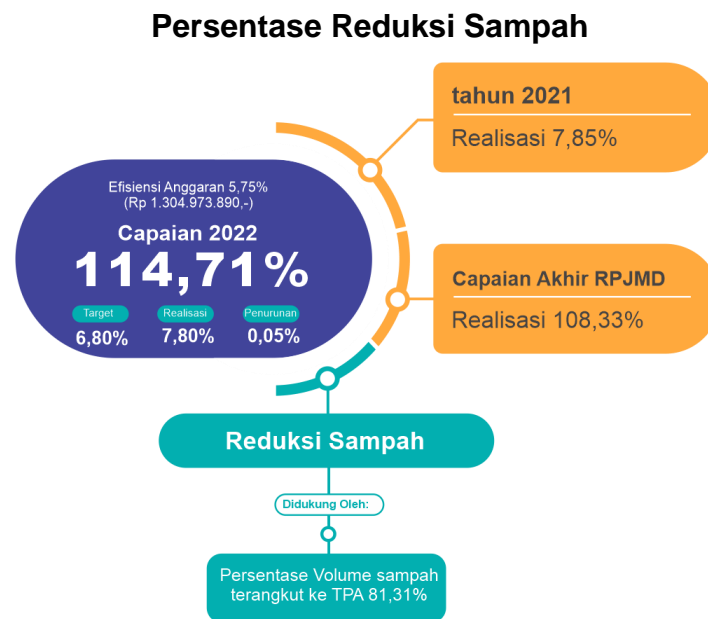 Persentase Reduksi Sampah
tahun 2021
Realisasi 7,85%
Efisiensi Anggaran 5,75%
(Rp 1.304.973.890,-)
Capaian 2022
114,71%
Target
Realisasi
Penurunan
6,80%
7,80%
0,05%
Capaian Akhir RPJMD
Realisasi 108,33%
Reduksi Sampah
Didukung Oleh:
Persentase Volume sampah
terangkut ke TPA 81,31%